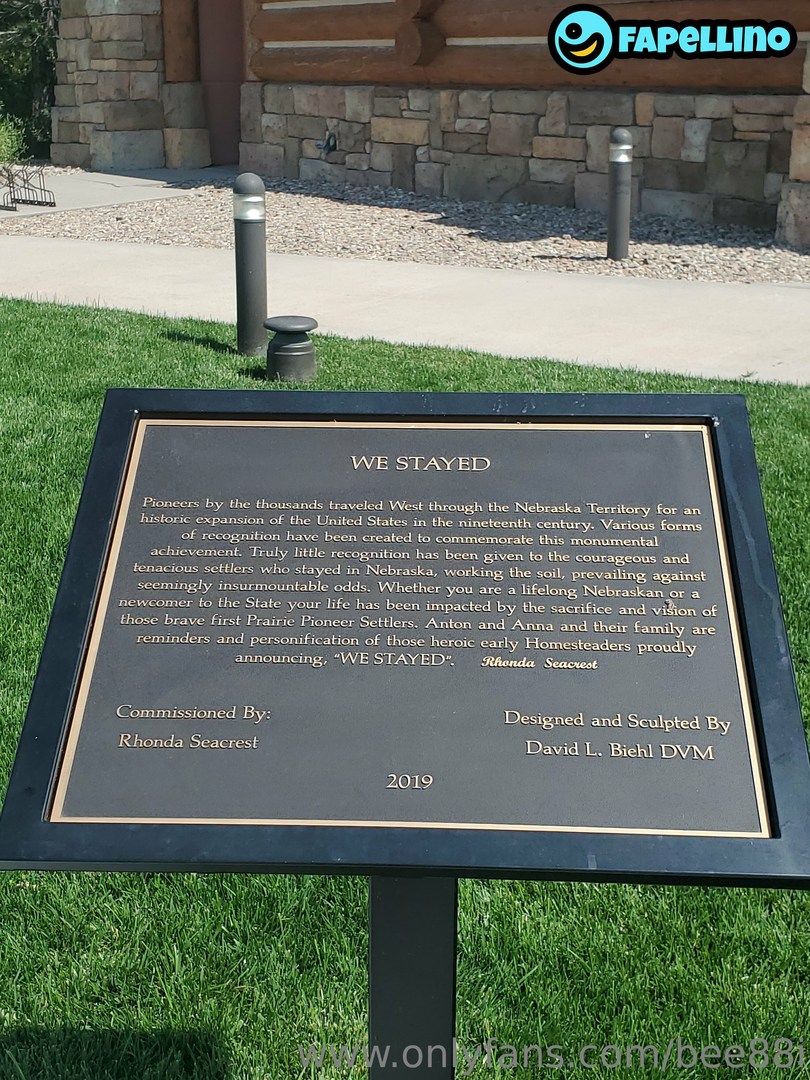 FAPELLINO
WE STAYED
Pioneers by the thousands traveled West through the Nebraska Territory for an
historic expansion of the United States in the nineteenth century. Various forms
of recognition have been created to commemorate this monumental
achievement. Truly little recognition has been given to the courageous and
tenacious settlers who stayed in Nebraska, working the soil, prevailing against
seemingly insurmountable odds. Whether you are a lifelong Nebraskan or a
newcomer to the State your life has been impacted by the sacrifice and vision of
those brave first Prairie Pioneer Settlers. Anton and Anna and their family are
reminders and personification of those heroic early Homesteaders proudly
announcing, "WE STAYED". Rhonda Seacrest
Commissioned By:
Rhonda Seacrest
Designed and Sculpted By
David L. Biehl DVM
2019